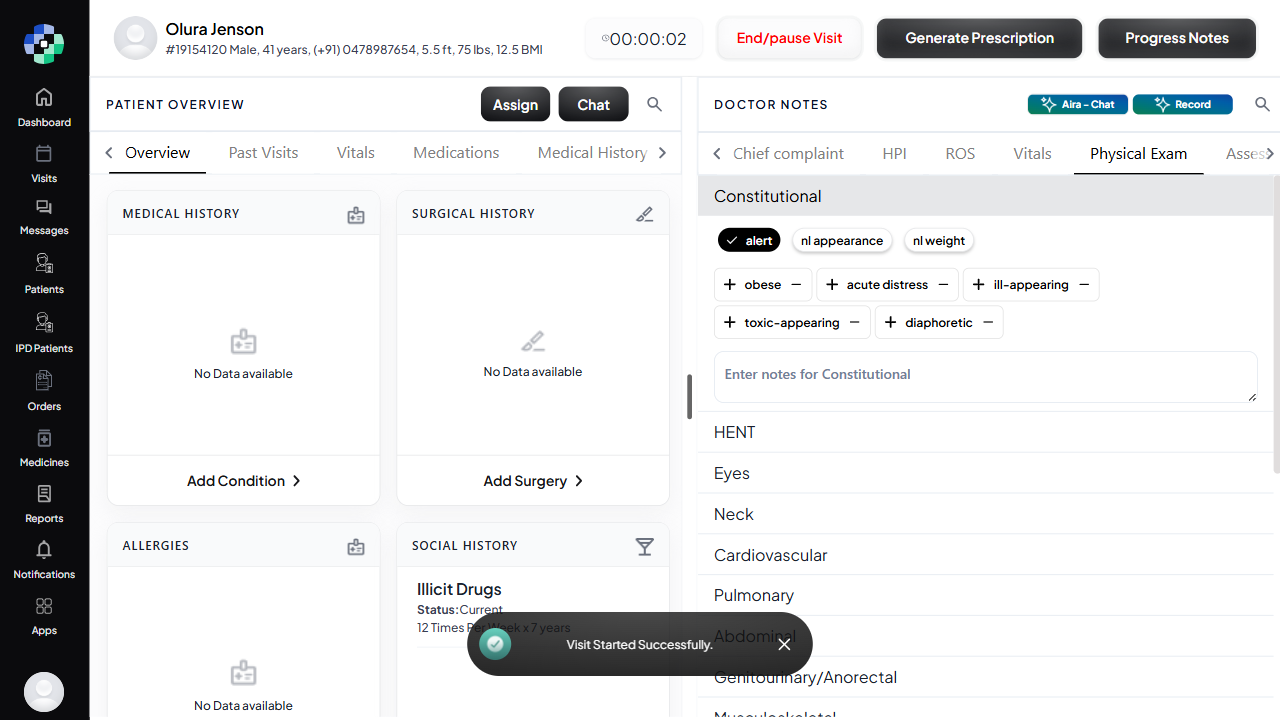 Olura Jenson
#19154120 Male, 41 years, (+91) 0478987654, 5.5 ft, 75 lbs, 12.5 BMI
00:00:02
End/pause Visit
Generate Prescription
Progress Notes
Dashboard
Visits
Messages
Patients
IPD Patients
Orders
Medicines
Reports
Notifications
Apps
PATIENT OVERVIEW
Assign
Chat
Overview
Past Visits
Vitals
Medications
Medical History
MEDICAL HISTORY
No Data available
Add Condition
SURGICAL HISTORY
No Data available
Add Surgery
ALLERGIES
No Data available
SOCIAL HISTORY
Illicit Drugs
Status:Current
12 Times Per Week x 7 years
DOCTOR NOTES
Aira - Chat
Record
Chief complaint
HPI
ROS
Vitals
Physical Exam
Asses
Constitutional
alert
nl appearance
nl weight
+ obese −
+ acute distress −
+ ill-appearing −
+ toxic-appearing −
+ diaphoretic −
Enter notes for Constitutional
HENT
Eyes
Neck
Cardiovascular
Pulmonary
Abdominal
Genitourinary/Anorectal
Musculoskeletal
Visit Started Successfully.